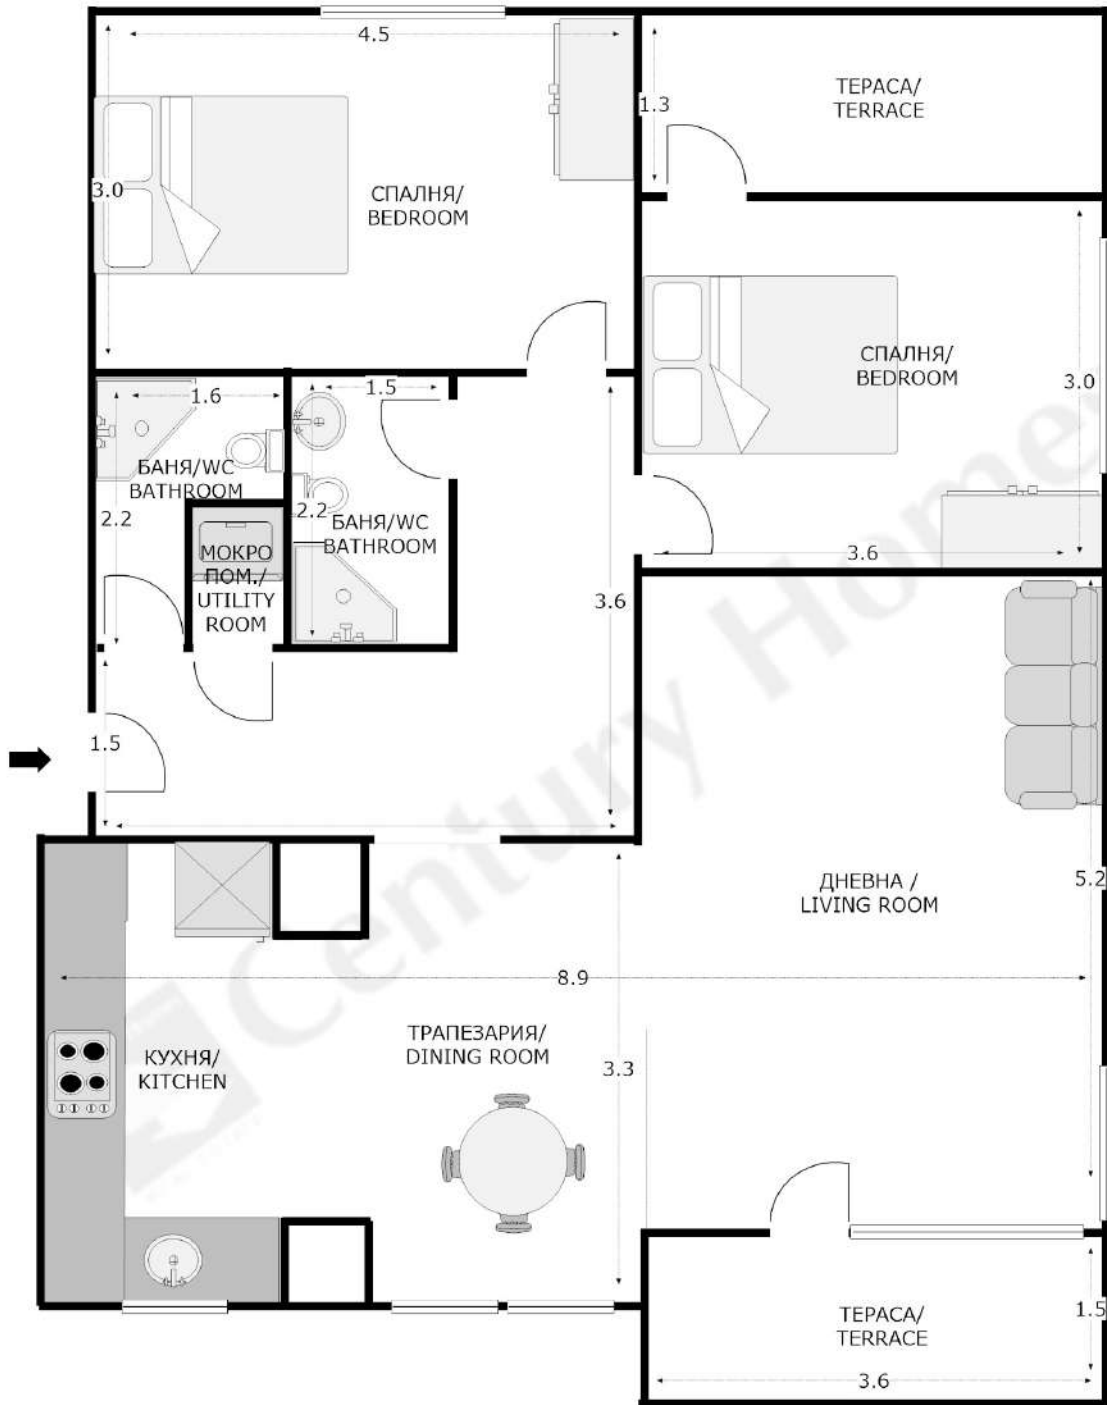 4.5
ТЕРАСА/
TERRACE
1.3
3.0
СПАЛНЯ/
BEDROOM
СПАЛНЯ/
BEDROOM
3.0
1.6
1.5
БАНЯ/WC
BATHROOM
2.2
2.2
БАНЯ/WC
BATHROOM
МОКРО
ПОМ./
UTILITY
ROOM
3.6
3.6
1.5
ДНЕВНА /
LIVING ROOM
5.2
8.9
КУХНЯ/
KITCHEN
ТРАПЕЗАРИЯ/
DINING ROOM
3.3
ТЕРАСА/
TERRACE
1.5
3.6
Century Home